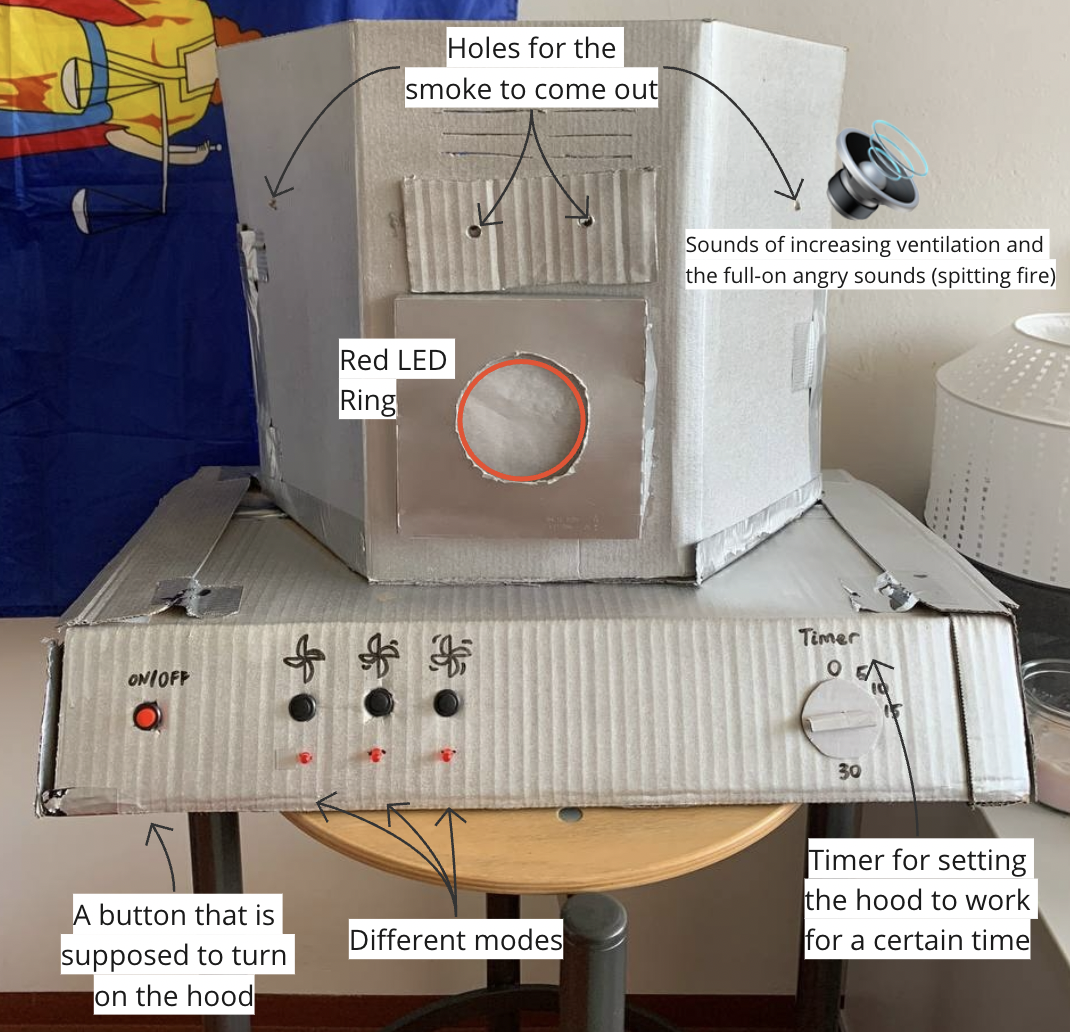 Holes for the
smoke to come out
Sounds of increasing ventilation and
the full-on angry sounds (spitting fire)
Red LED
Ring
Timer
0
5
10
15
30
ON/OFF
A button that is
supposed to turn
on the hood
Different modes
Timer for setting
the hood to work
for a certain time